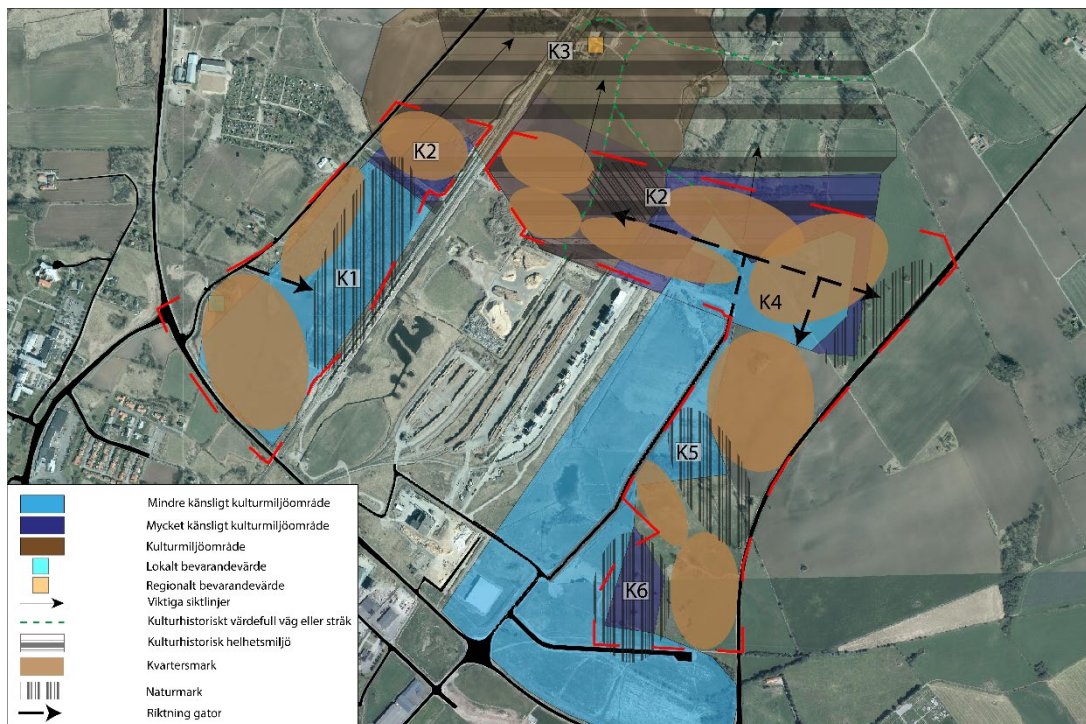 K3
K2
K2
K1
K4
K5
K6
Mindre känsligt kulturmiljöområde
Mycket känsligt kulturmiljöområde
Kulturmiljöområde
Lokalt bevarandevärde
Regionalt bevarandevärde
Viktiga siktlinjer
Kulturhistoriskt värdefull väg eller stråk
Kulturhistorisk helhetsmiljö
Kvartersmark
Naturmark
Riktning gator